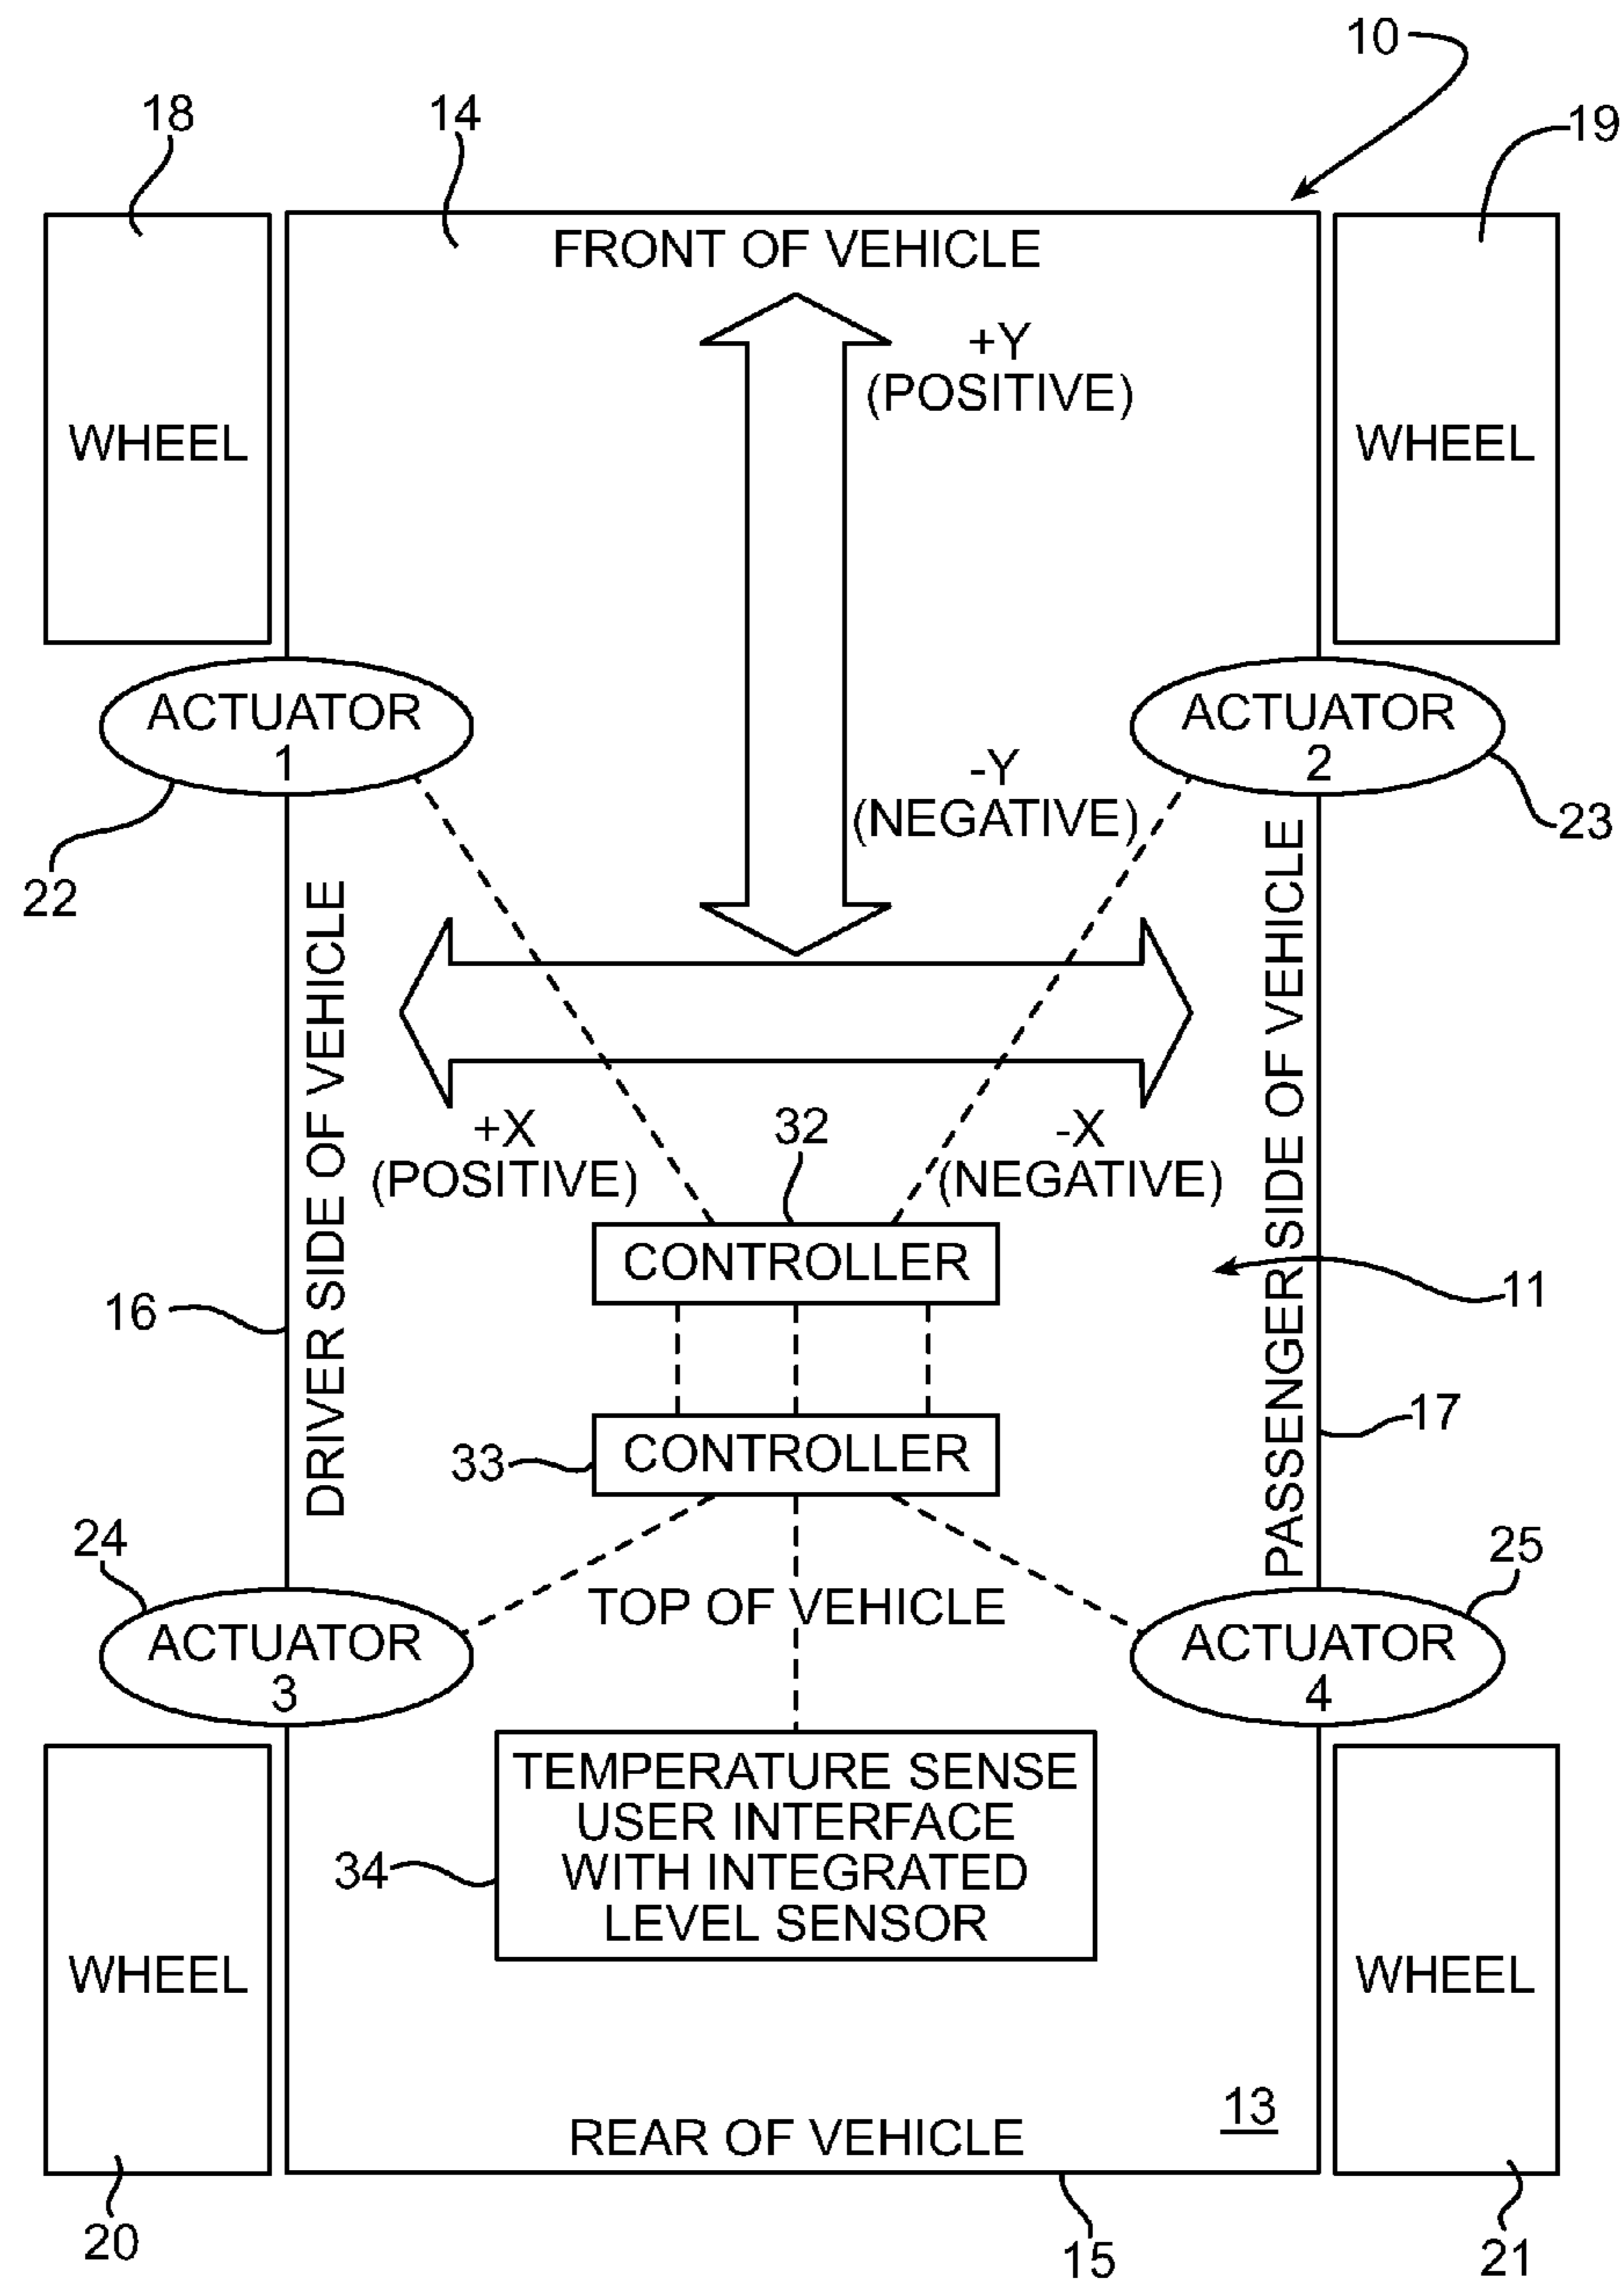 10
18
14
19
FRONT OF VEHICLE
+Y
(POSITIVE)
WHEEL
WHEEL
ACTUATOR
1
ACTUATOR
2
-Y
(NEGATIVE)
22
23
DRIVER SIDE OF VEHICLE
PASSENGER SIDE OF VEHICLE
+X
(POSITIVE)
32
-X
(NEGATIVE)
CONTROLLER
16
11
17
CONTROLLER
33
24
25
TOP OF VEHICLE
ACTUATOR
3
ACTUATOR
4
TEMPERATURE SENSE
USER INTERFACE
WITH INTEGRATED
LEVEL SENSOR
34
WHEEL
WHEEL
13
REAR OF VEHICLE
20
15
21